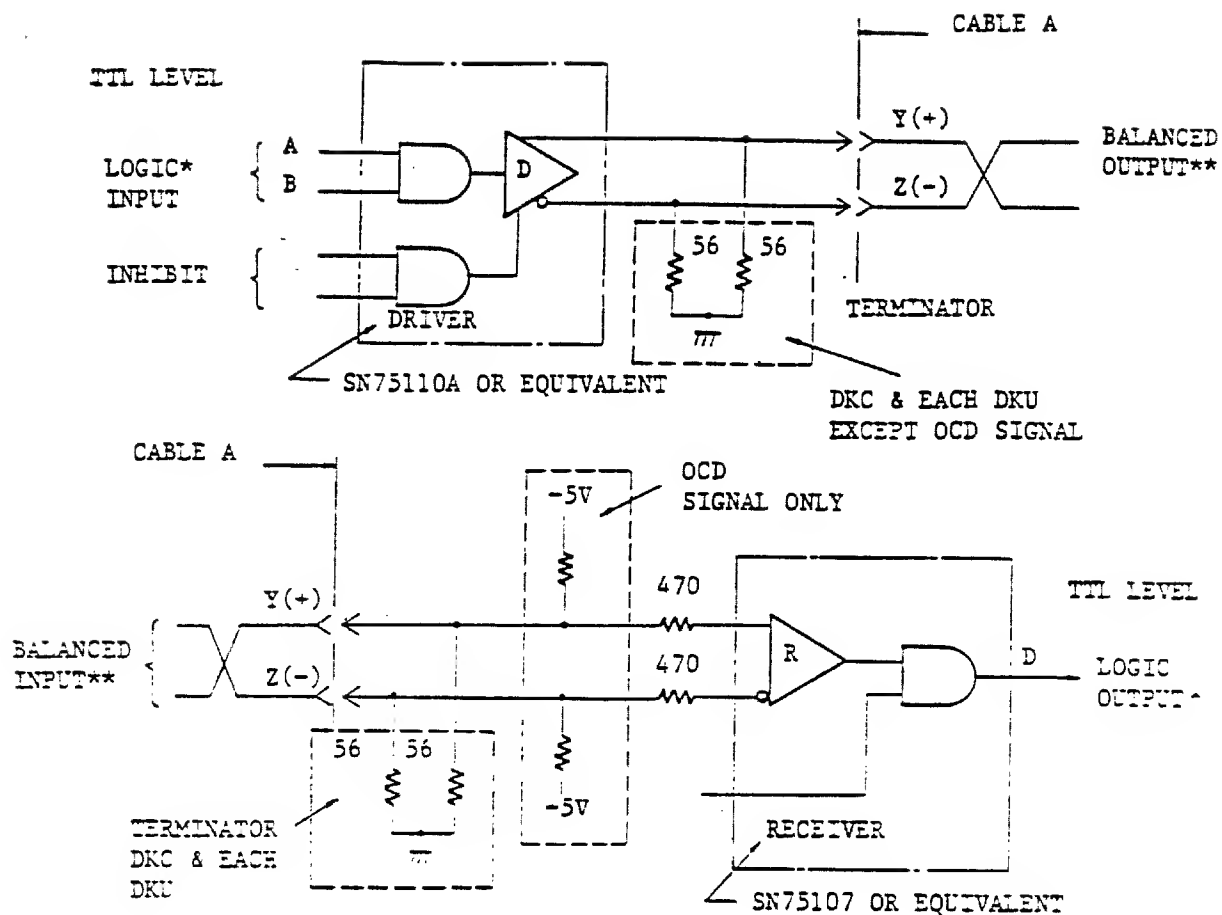 CABLE A
TTL LEVEL
A
B
LOGIC*
INPUT
INHIBIT
D
Y(+)
Z(-)
BALANCED
OUTPUT**
56
56
DRIVER
TERMINATOR
SN75110A OR EQUIVALENT
DKC & EACH DKU
EXCEPT OCD SIGNAL
CABLE A
OCD
SIGNAL ONLY
-5V
470
TTL LEVEL
Y(+)
BALANCED
INPUT**
Z(-)
470
R
D
LOGIC
OUTPUT*
56
56
-5V
TERMINATOR
DKC & EACH
DKU
RECEIVER
SN75107 OR EQUIVALENT